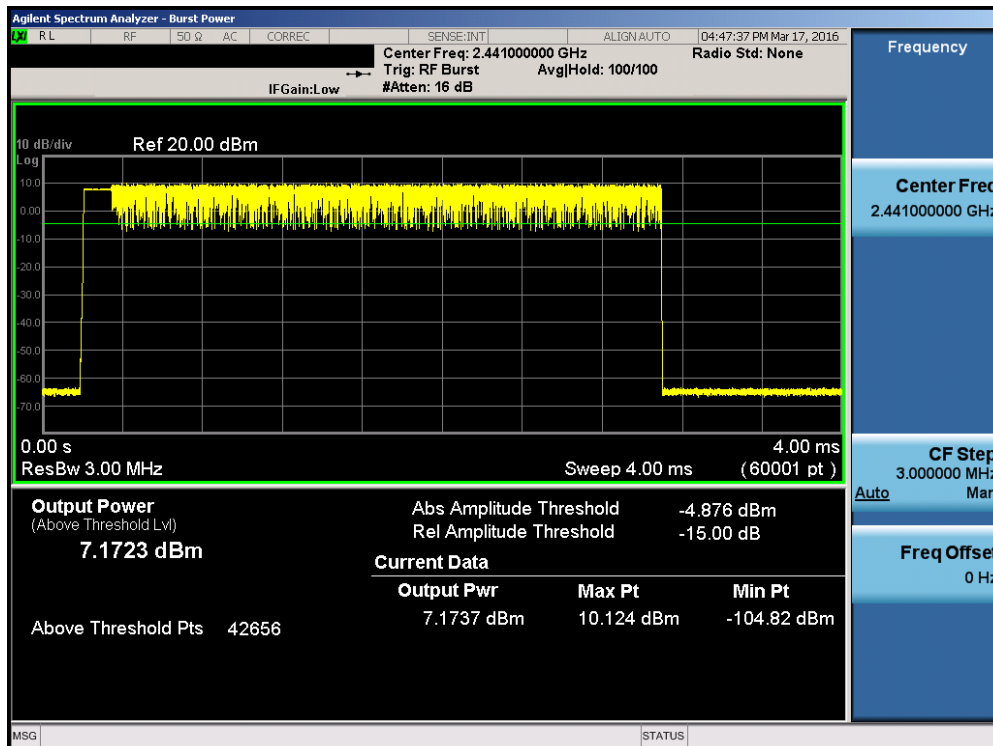 Agilent Spectrum Analyzer - Burst Power
LXI RL RF 50 Ω AC CORREC SENSE:INT ALIGN AUTO 04:47:37 PM Mar 17, 2016
Center Freq: 2.441000000 GHz Radio Std: None
Trig: RF Burst Avg|Hold: 100/100
IFGain:Low #Atten: 16 dB
10 dB/div Ref 20.00 dBm
Log
10.0
0.00
-10.0
-20.0
-30.0
-40.0
-50.0
-60.0
-70.0
0.00 s 4.00 ms
ResBw 3.00 MHz Sweep 4.00 ms (60001 pt)
Output Power
(Above Threshold Lvl)
7.1723 dBm
Above Threshold Pts 42656
Abs Amplitude Threshold -4.876 dBm
Rel Amplitude Threshold -15.00 dB
Current Data
Output Pwr Max Pt Min Pt
7.1737 dBm 10.124 dBm -104.82 dBm
MSG STATUS
Frequency
Center Freq
2.441000000 GHz
CF Step
3.000000 MHz
Auto Man
Freq Offset
0 Hz